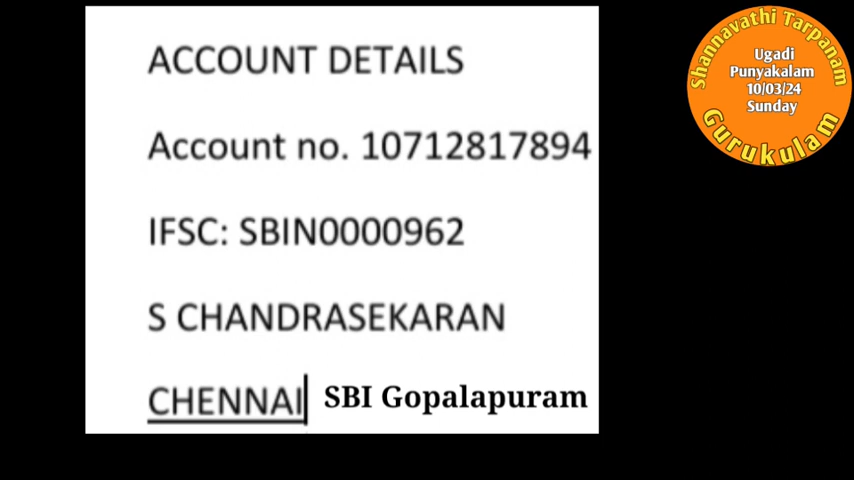 ACCOUNT DETAILS
Account no. 10712817894
IFSC: SBIN0000962
S CHANDRASEKARAN
CHENNAI SBI Gopalapuram
Shannavathi Tarpanam
Ugadi
Punyakalam
10/03/24
Sunday
Gurukulam